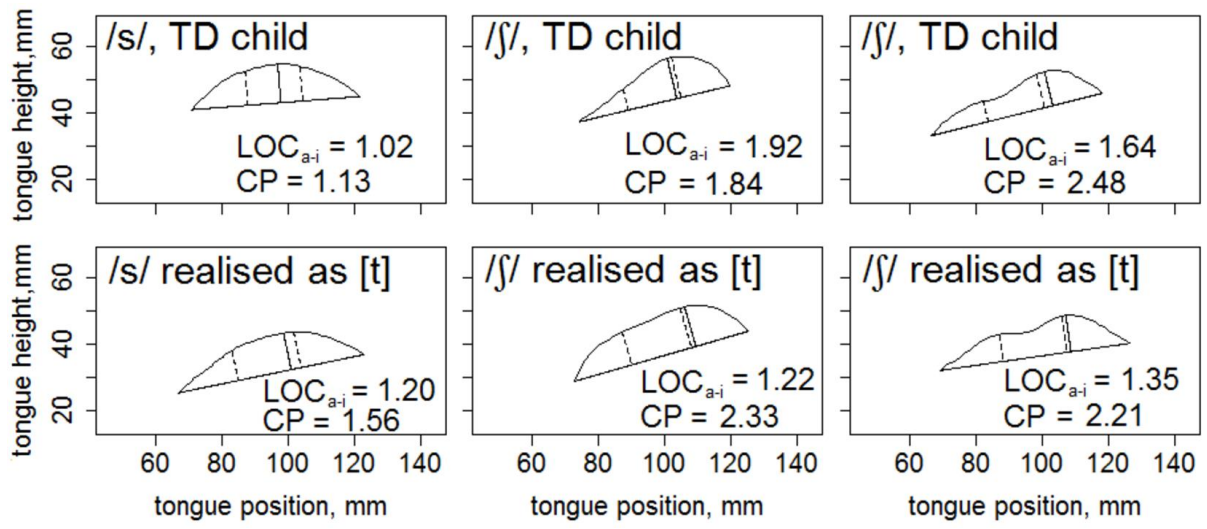 /s/, TD child
/ʃ/, TD child
/ʃ/, TD child
tongue height,mm
60
40
20
LOCa-i = 1.02
CP = 1.13
LOCa-i = 1.92
CP = 1.84
LOCa-i = 1.64
CP = 2.48
/s/ realised as [t]
/ʃ/ realised as [t]
/ʃ/ realised as [t]
tongue height,mm
60
40
20
LOCa-i = 1.20
CP = 1.56
LOCa-i = 1.22
CP = 2.33
LOCa-i = 1.35
CP = 2.21
60 80 100 120 140
60 80 100 120 140
60 80 100 120 140
tongue position, mm
tongue position, mm
tongue position, mm